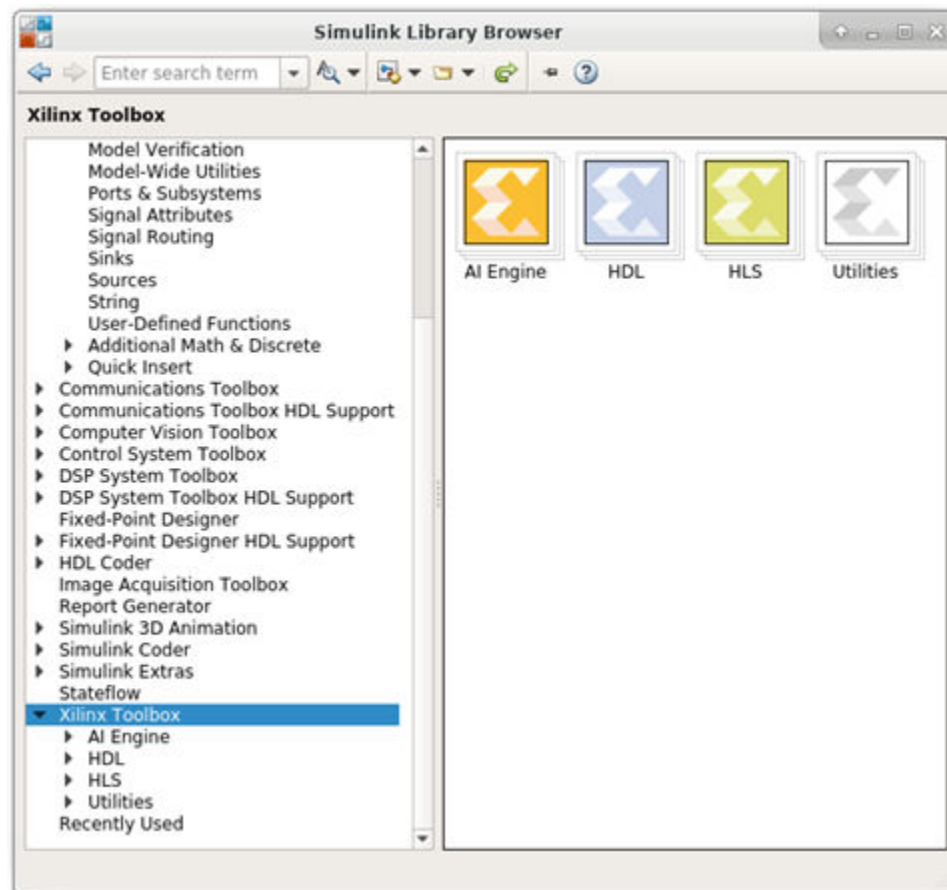 Simulink Library Browser
Enter search term
Xilinx Toolbox
Model Verification
Model-Wide Utilities
Ports & Subsystems
Signal Attributes
Signal Routing
Sinks
Sources
String
User-Defined Functions
Additional Math & Discrete
Quick Insert
Communications Toolbox
Communications Toolbox HDL Support
Computer Vision Toolbox
Control System Toolbox
DSP System Toolbox
DSP System Toolbox HDL Support
Fixed-Point Designer
Fixed-Point Designer HDL Support
HDL Coder
Image Acquisition Toolbox
Report Generator
Simulink 3D Animation
Simulink Coder
Simulink Extras
Stateflow
Xilinx Toolbox
AI Engine
HDL
HLS
Utilities
Recently Used
AI Engine HDL HLS Utilities